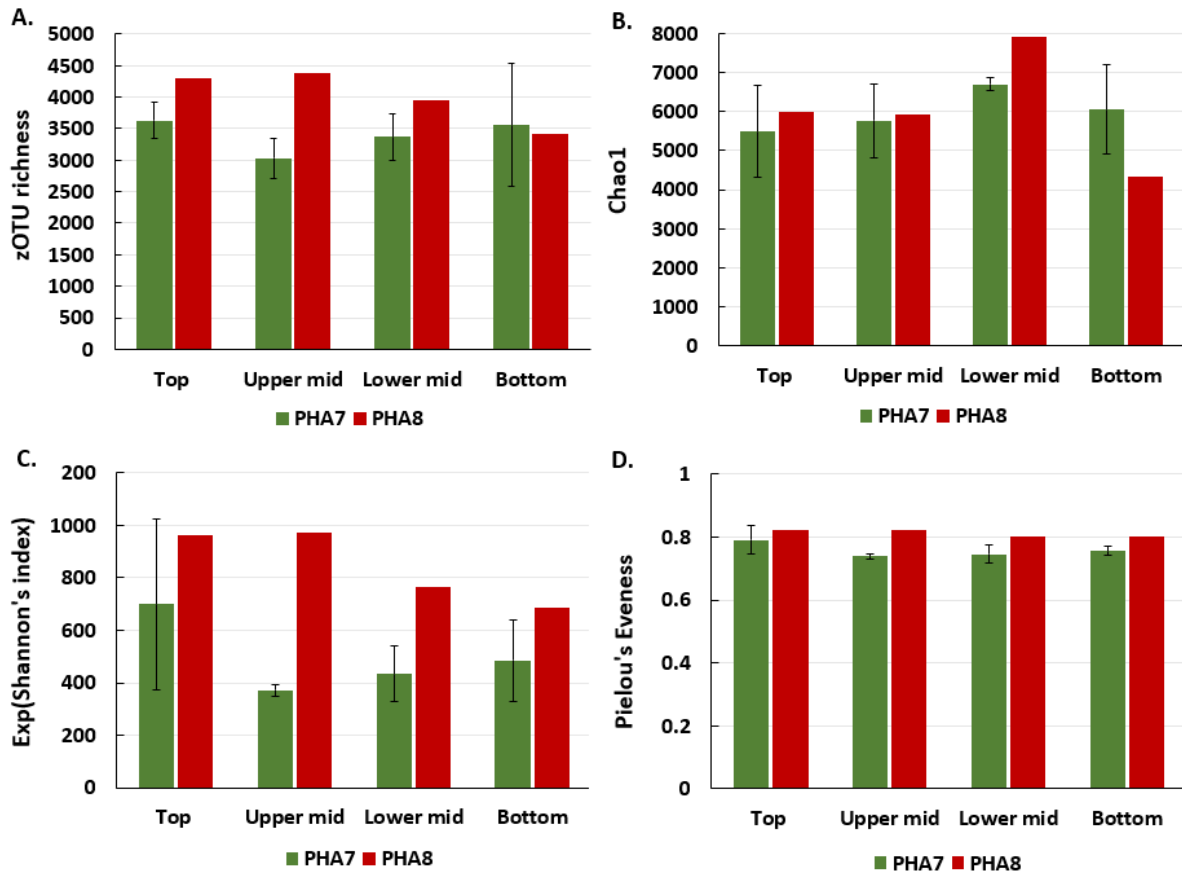 A.
zOTU richness
5000
4500
4000
3500
3000
2500
2000
1500
1000
500
0
Top Upper mid Lower mid Bottom
PHA7 PHA8
B.
Chao1
8000
7000
6000
5000
4000
3000
2000
1000
0
Top Upper mid Lower mid Bottom
PHA7 PHA8
C.
Exp(Shannon's index)
200
1000
800
600
400
200
0
Top Upper mid Lower mid Bottom
PHA7 PHA8
D.
Pielou's Eveness
1
0.8
0.6
0.4
0.2
0
Top Upper mid Lower mid Bottom
PHA7 PHA8